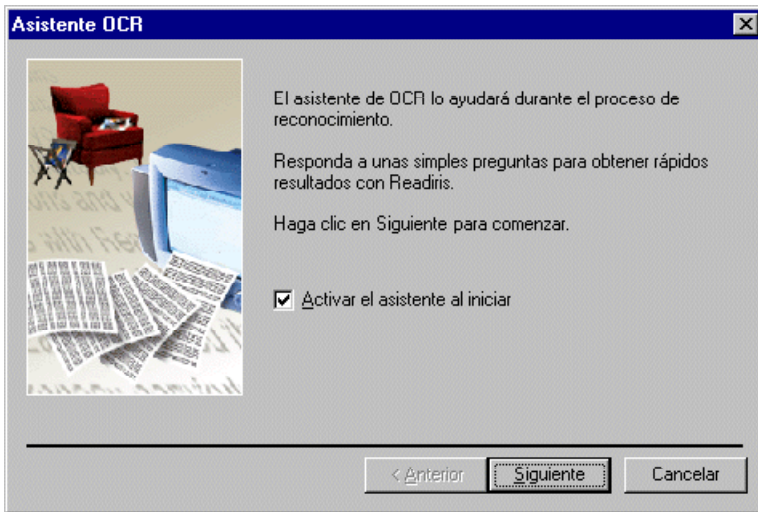 Asistente OCR
El asistente de OCR lo ayudará durante el proceso de
reconocimiento.
Responda a unas simples preguntas para obtener rápidos
resultados con Readiris.
Haga clic en Siguiente para comenzar.
Activar el asistente al iniciar
< Anterior
Siguiente
Cancelar